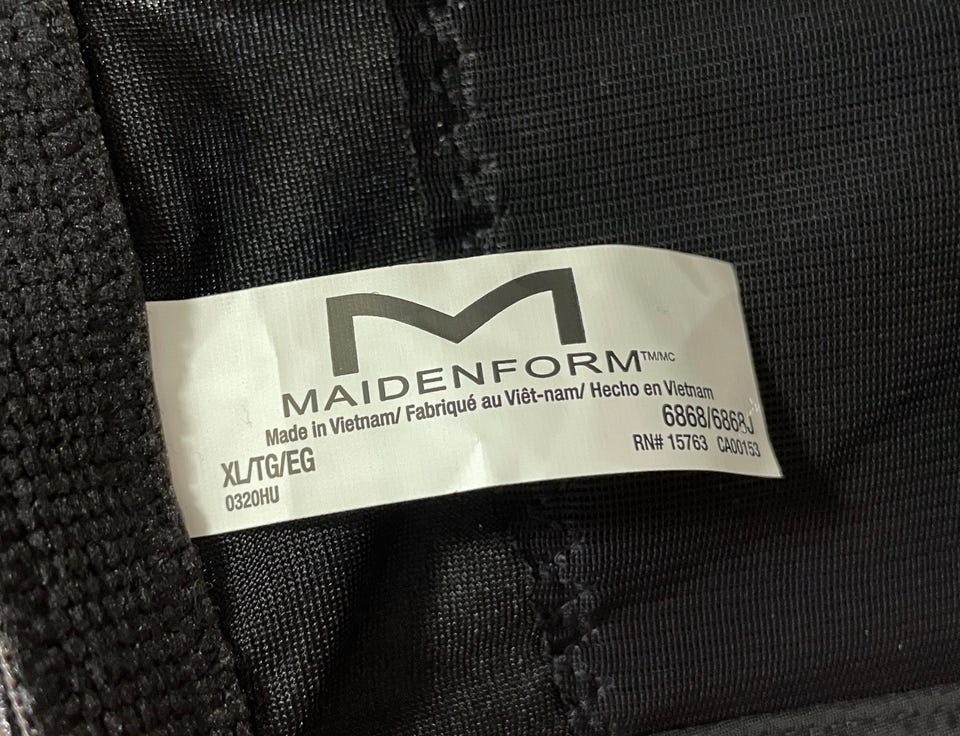 M
MAIDENFORM™/MC
Made in Vietnam/ Fabriqué au Viêt-nam/ Hecho en Vietnam
6868/6868J
XL/TG/EG
RN# 15763 CA00153
0320HU